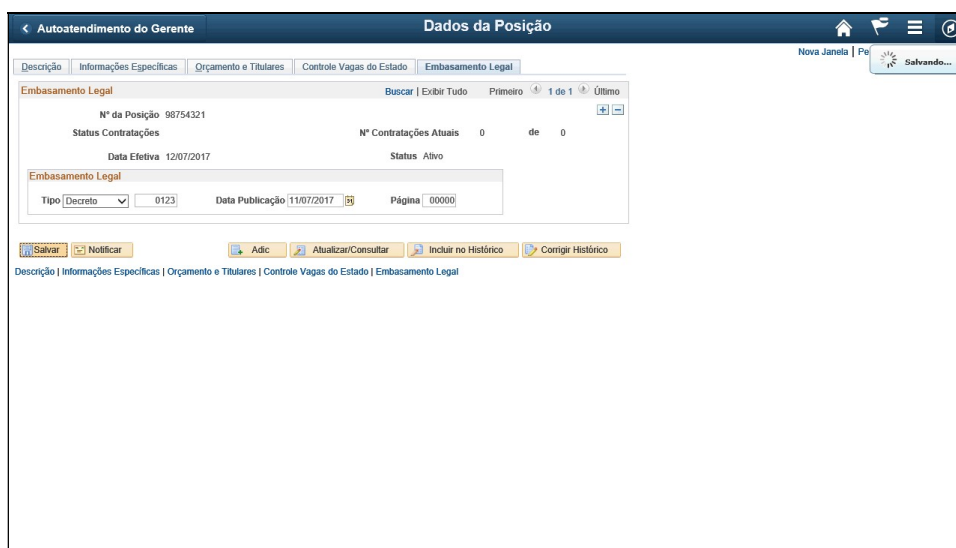 Autoatendimento do Gerente Dados da Posição
Nova Janela | Pe
Salvando...
Descrição Informações Específicas Orçamento e Titulares Controle Vagas do Estado Embasamento Legal
Embasamento Legal Buscar | Exibir Tudo Primeiro 1 de 1 Último
Nº da Posição 98754321
Status Contratações Nº Contratações Atuais 0 de 0
Data Efetiva 12/07/2017 Status Ativo
Embasamento Legal
Tipo Decreto 0123 Data Publicação 11/07/2017 Página 00000
Salvar Notificar Adic Atualizar/Consultar Incluir no Histórico Corrigir Histórico
Descrição | Informações Específicas | Orçamento e Titulares | Controle Vagas do Estado | Embasamento Legal